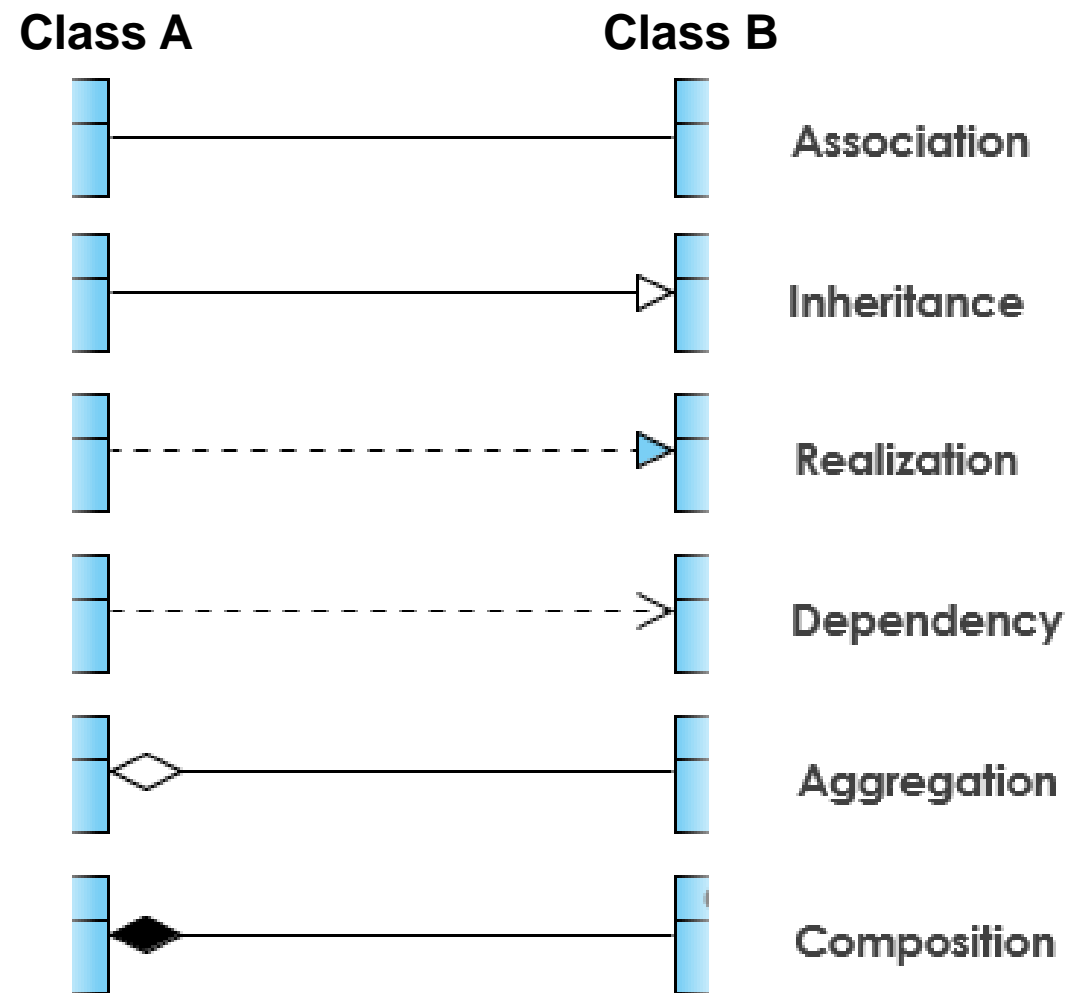 Class A Class B
Association
Inheritance
Realization
Dependency
Aggregation
Composition